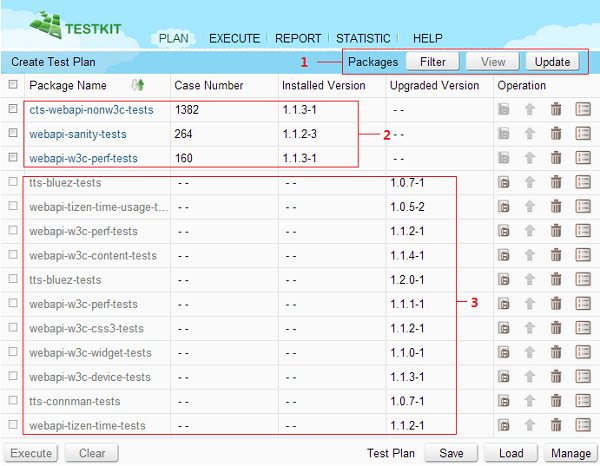 TESTKIT
PLAN EXECUTE REPORT STATISTIC HELP
Create Test Plan 1 Packages Filter View Update
Package Name Case Number Installed Version Upgraded Version Operation
cts-webapi-nonw3c-tests 1382 1.1.3-1 - -
webapi-sanity-tests 264 1.1.2-3 2 - -
webapi-w3c-perf-tests 160 1.1.3-1 - -
tts-bluez-tests - - - - 1.0.7-1
webapi-tizen-time-usage-t... - - - - 1.0.5-2
webapi-w3c-perf-tests - - - - 1.1.2-1
webapi-w3c-content-tests - - - - 1.1.4-1
tts-bluez-tests - - - - 1.2.0-1
webapi-w3c-perf-tests - - - - 1.1.1-1 3
webapi-w3c-css3-tests - - - - 1.1.2-1
webapi-w3c-widget-tests - - - - 1.1.0-1
webapi-w3c-device-tests - - - - 1.1.3-1
tts-connman-tests - - - - 1.0.7-1
webapi-tizen-time-tests - - - - 1.1.2-1
Execute Clear Test Plan Save Load Manage